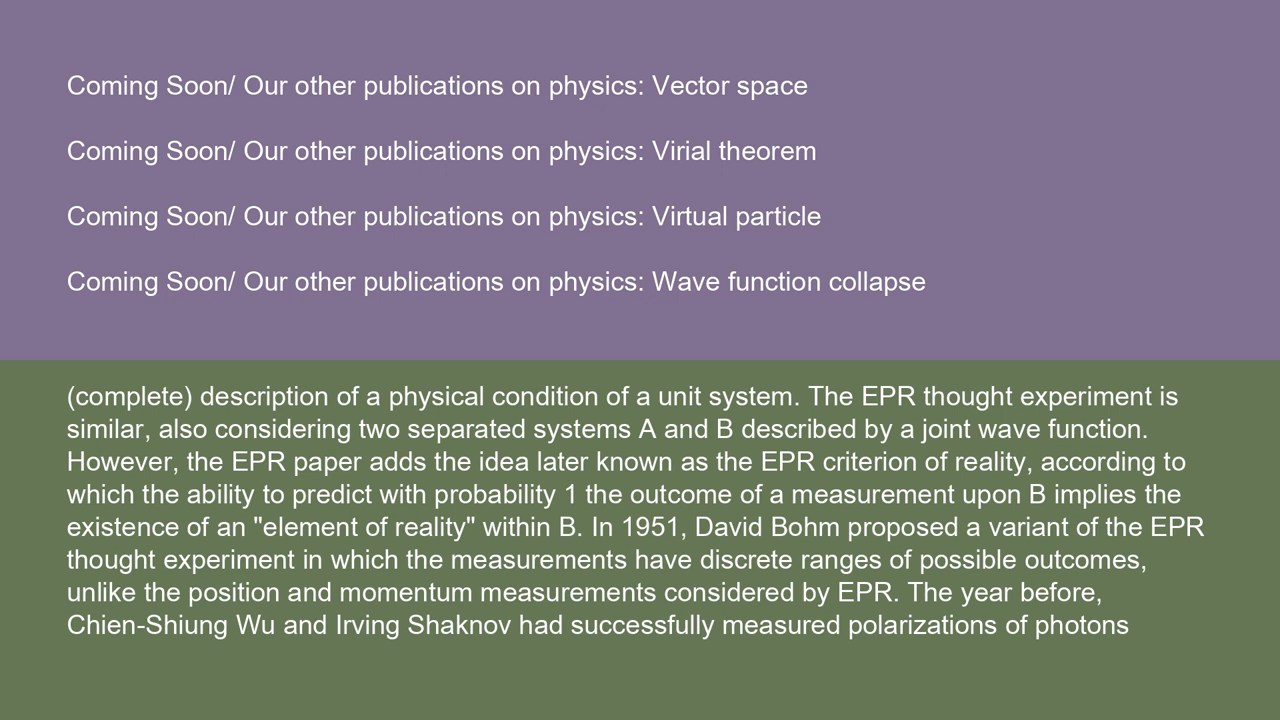 Coming Soon/ Our other publications on physics: Vector space
Coming Soon/ Our other publications on physics: Virial theorem
Coming Soon/ Our other publications on physics: Virtual particle
Coming Soon/ Our other publications on physics: Wave function collapse
(complete) description of a physical condition of a unit system. The EPR thought experiment is
similar, also considering two separated systems A and B described by a joint wave function.
However, the EPR paper adds the idea later known as the EPR criterion of reality, according to
which the ability to predict with probability 1 the outcome of a measurement upon B implies the
existence of an "element of reality" within B. In 1951, David Bohm proposed a variant of the EPR
thought experiment in which the measurements have discrete ranges of possible outcomes,
unlike the position and momentum measurements considered by EPR. The year before,
Chien-Shiung Wu and Irving Shaknov had successfully measured polarizations of photons